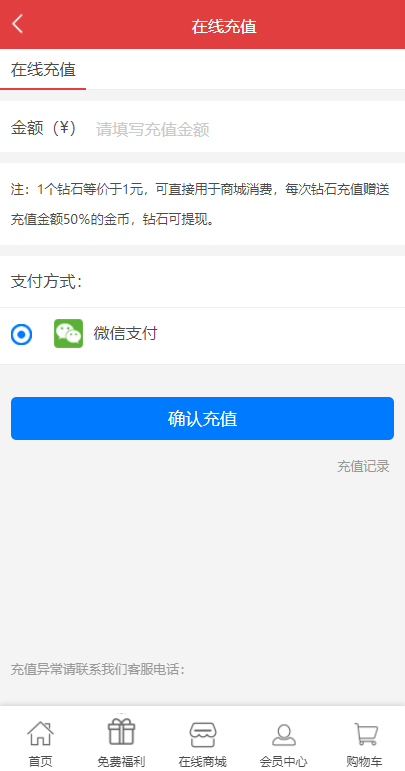 在线充值
在线充值
金额（¥） 请填写充值金额
注：1个钻石等价于1元，可直接用于商城消费，每次钻石充值赠送
充值金额50%的金币，钻石可提现。
支付方式：
微信支付
确认充值
充值记录
充值异常请联系我们客服电话：
首页 免费福利 在线商城 会员中心 购物车